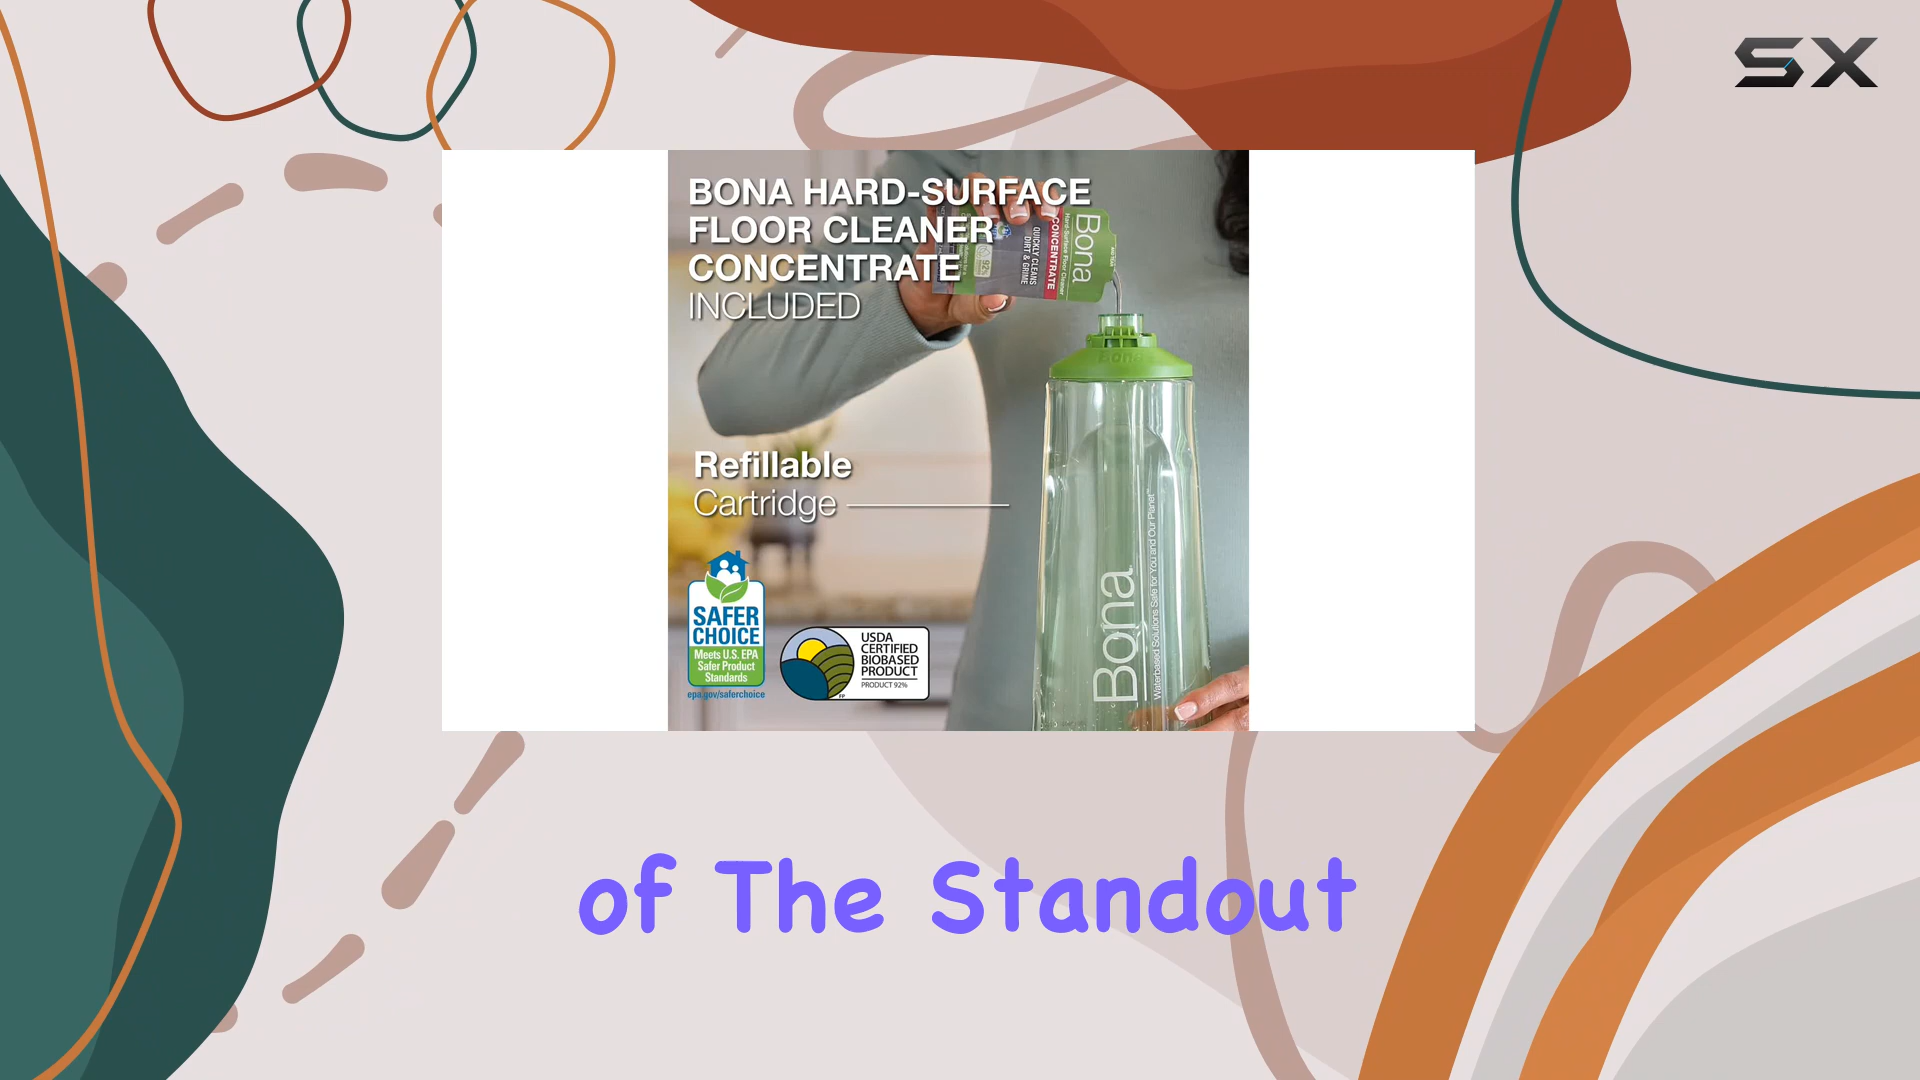 SX
BONA HARD-SURFACE
FLOOR CLEANER
CONCENTRATE
INCLUDED
Bona
Hard-Surface Floor Cleaner
CONCENTRATE
QUICKLY CLEANS
DIRT & GRIME
92%
Bona
Refillable
Cartridge
SAFER
CHOICE
Meets U.S. EPA
Safer Product
Standards
epa.gov/saferchoice
USDA
CERTIFIED
BIOBASED
PRODUCT
PRODUCT 92%
FP
Bona
Waterbased Solutions Safe for You and Our Planet
of The Standout